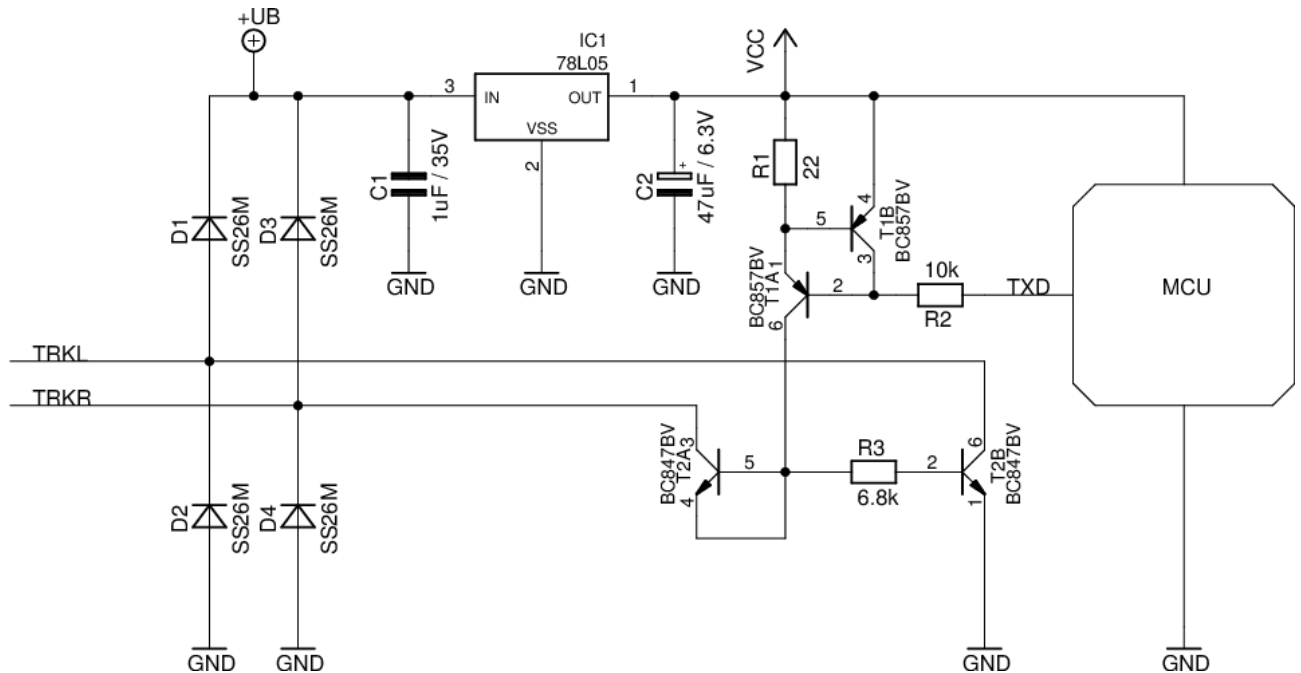 +UB
IC1
78L05
3
IN
OUT
1
VSS
2
VCC
C1
1uF / 35V
C2
+
47uF / 6.3V
R1
22
4
5
T1B
BC857BV
3
D1
SS26M
D3
SS26M
GND
GND
GND
BC857BV
T1A
1
2
6
10k
R2
TXD
MCU
TRKL
TRKR
BC847BV
T2A
3
5
4
R3
6.8k
2
6
T2B
BC847BV
1
D2
SS26M
D4
SS26M
GND
GND
GND
GND